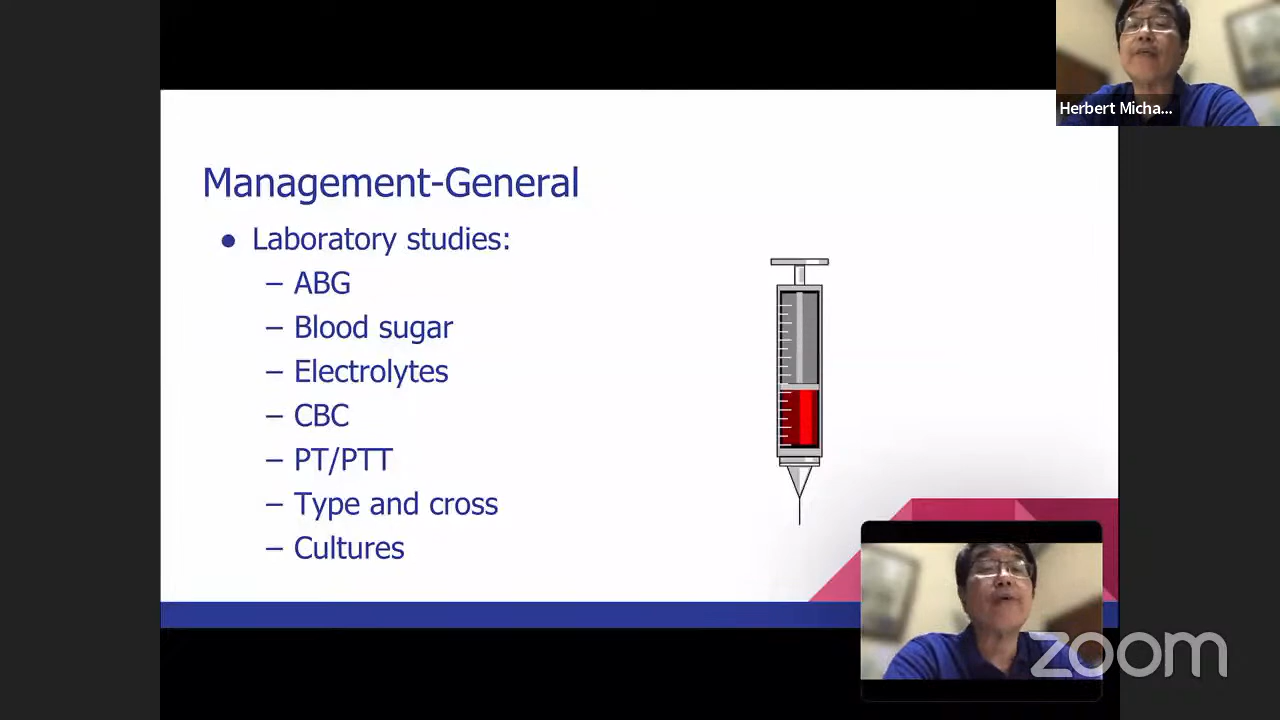 Herbert Micha...
Management-General
● Laboratory studies:
– ABG
– Blood sugar
– Electrolytes
– CBC
– PT/PTT
– Type and cross
– Cultures
zoom